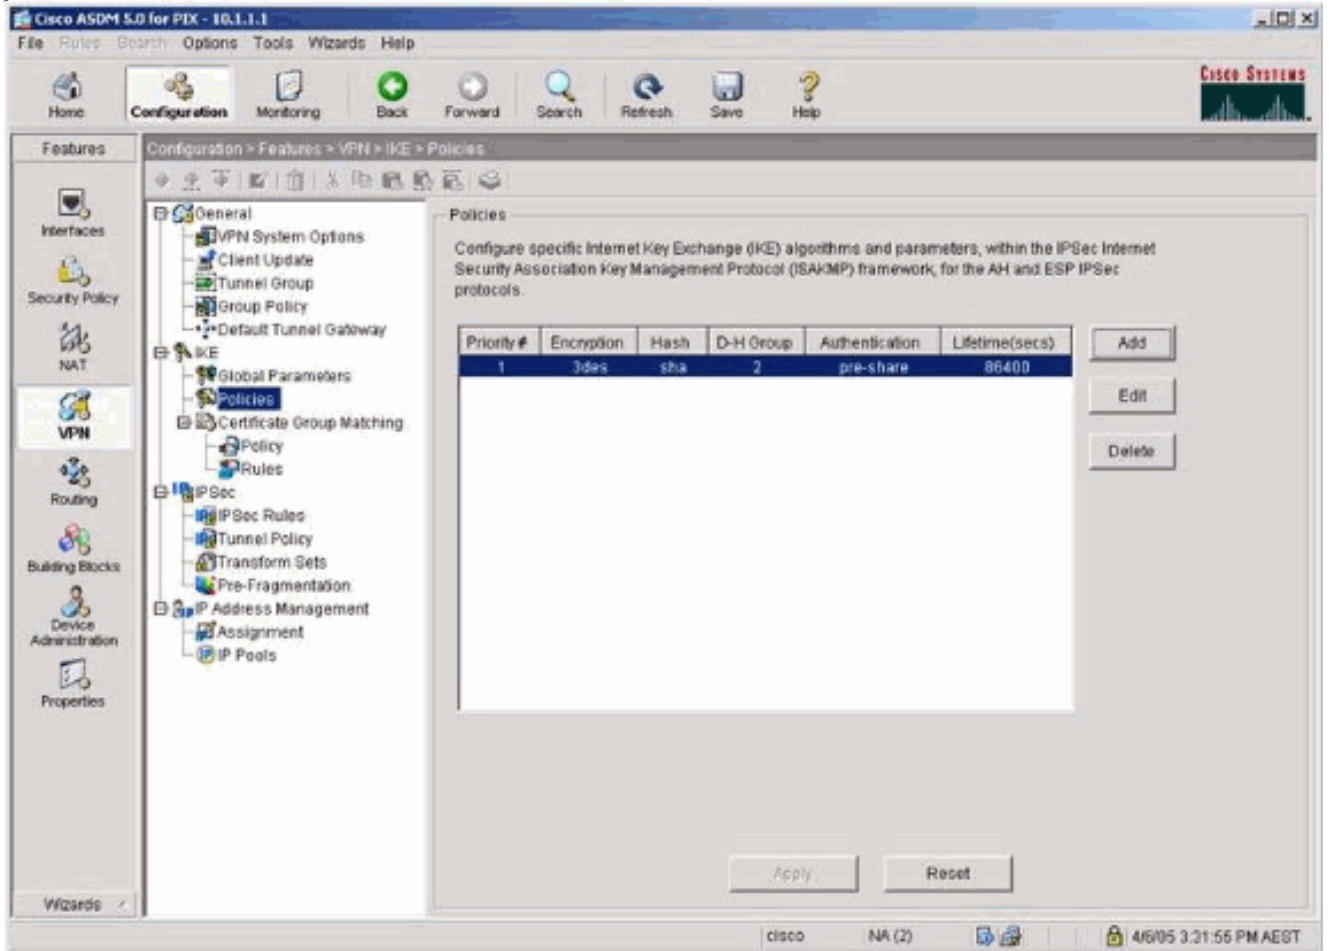 Cisco ASDM 5.0 for PIX - 10.1.1.1
File Rules Search Options Tools Wizards Help
Home Configuration Monitoring Back Forward Search Refresh Save Help
CISCO SYSTEMS
Features
Configuration > Features > VPN > IKE > Policies
Interfaces
Security Policy
NAT
VPN
Routing
Building Blocks
Device
Administration
Properties
Wizards
General
VPN System Options
Client Update
Tunnel Group
Group Policy
Default Tunnel Gateway
IKE
Global Parameters
Policies
Certificate Group Matching
Policy
Rules
IPSec
IPSec Rules
Tunnel Policy
Transform Sets
Pre-Fragmentation
IP Address Management
Assignment
IP Pools
Policies
Configure specific Internet Key Exchange (IKE) algorithms and parameters, within the IPSec Internet
Security Association Key Management Protocol (ISAKMP) framework, for the AH and ESP IPSec
protocols.
Priority # Encryption Hash D-H Group Authentication Lifetime(secs)
1 3des sha 2 pre-share 86400
Add
Edit
Delete
Apply Reset
cisco NA (2) 4/6/05 3:31:55 PM AEST